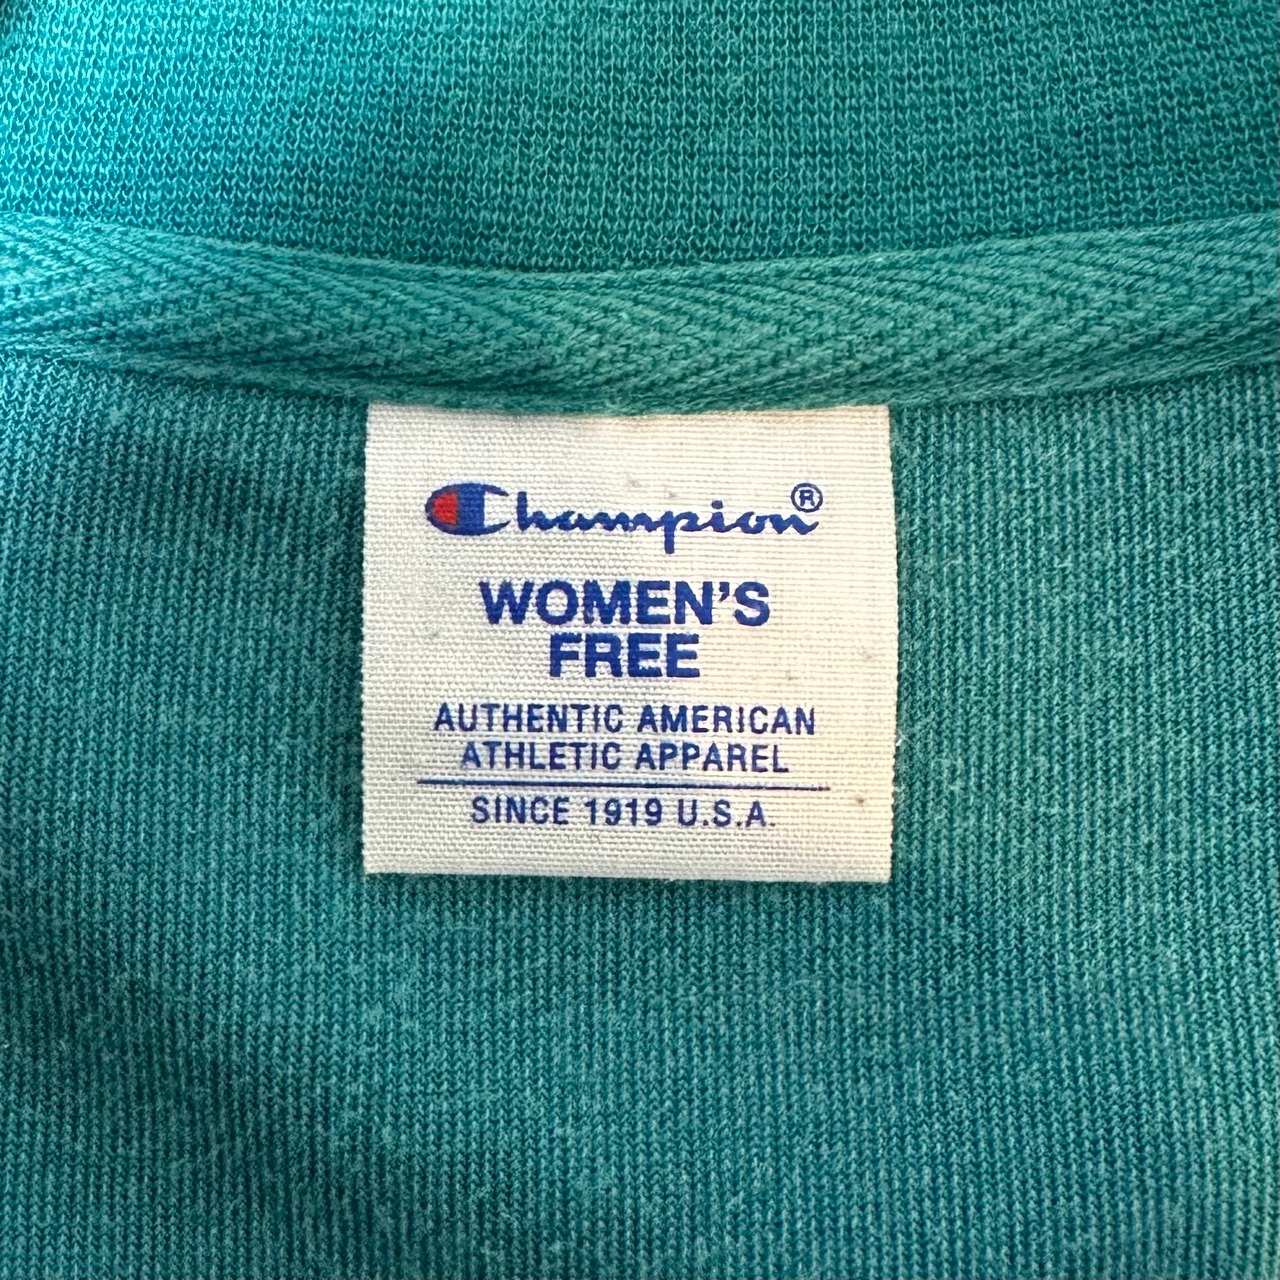 Champion®
WOMEN'S
FREE
AUTHENTIC AMERICAN
ATHLETIC APPAREL
SINCE 1919 U.S.A.